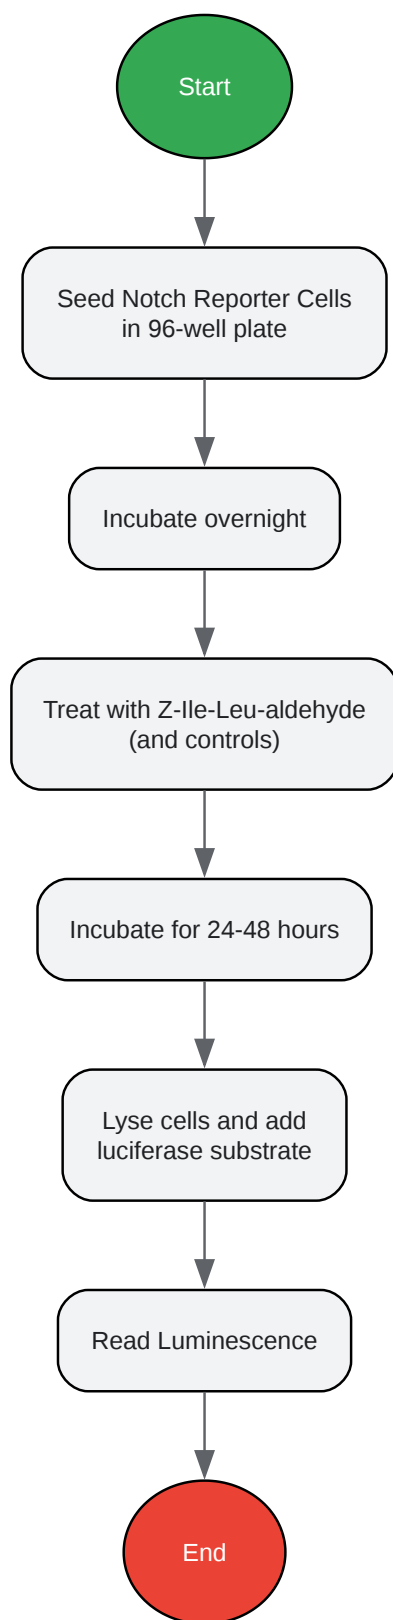 Start
Seed Notch Reporter Cells
in 96-well plate
Incubate overnight
Treat with Z-Ile-Leu-aldehyde
(and controls)
Incubate for 24-48 hours
Lyse cells and add
luciferase substrate
Read Luminescence
End